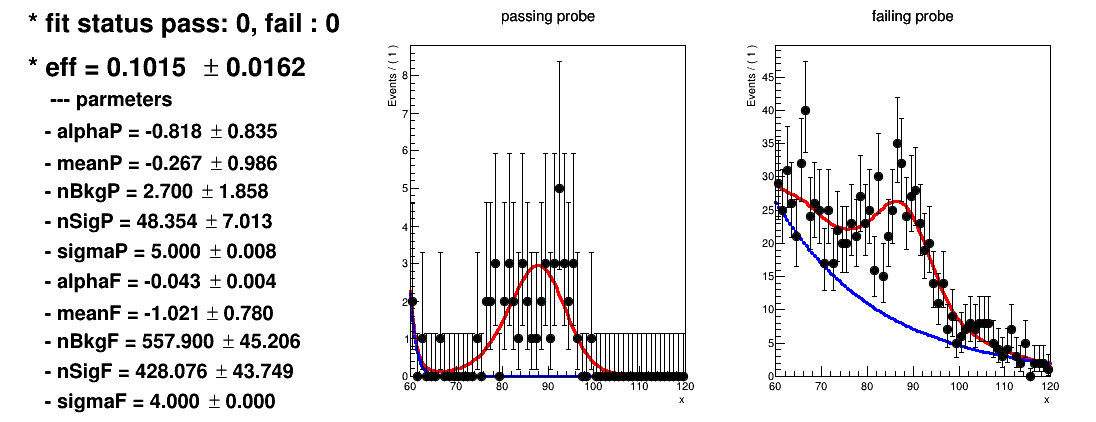 * fit status pass: 0, fail : 0
* eff = 0.1015 ± 0.0162
--- parmeters
- alphaP = -0.818 ± 0.835
- meanP = -0.267 ± 0.986
- nBkgP = 2.700 ± 1.858
- nSigP = 48.354 ± 7.013
- sigmaP = 5.000 ± 0.008
- alphaF = -0.043 ± 0.004
- meanF = -1.021 ± 0.780
- nBkgF = 557.900 ± 45.206
- nSigF = 428.076 ± 43.749
- sigmaF = 4.000 ± 0.000
passing probe
Events / ( 1 )
8
7
6
5
4
3
2
1
0
60 70 80 90 100 110 120
x
failing probe
Events / ( 1 )
45
40
35
30
25
20
15
10
5
0
60 70 80 90 100 110 120
x